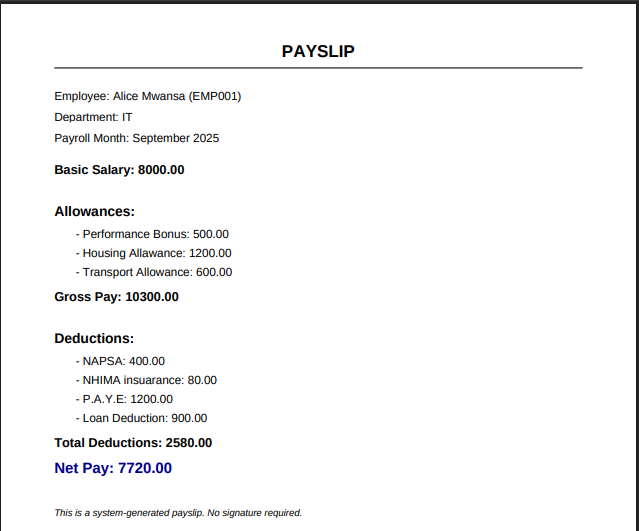 PAYSLIP
Employee: Alice Mwansa (EMP001)
Department: IT
Payroll Month: September 2025
Basic Salary: 8000.00
Allowances:
- Performance Bonus: 500.00
- Housing Allawance: 1200.00
- Transport Allowance: 600.00
Gross Pay: 10300.00
Deductions:
- NAPSA: 400.00
- NHIMA insuarance: 80.00
- P.A.Y.E: 1200.00
- Loan Deduction: 900.00
Total Deductions: 2580.00
Net Pay: 7720.00
This is a system-generated payslip. No signature required.